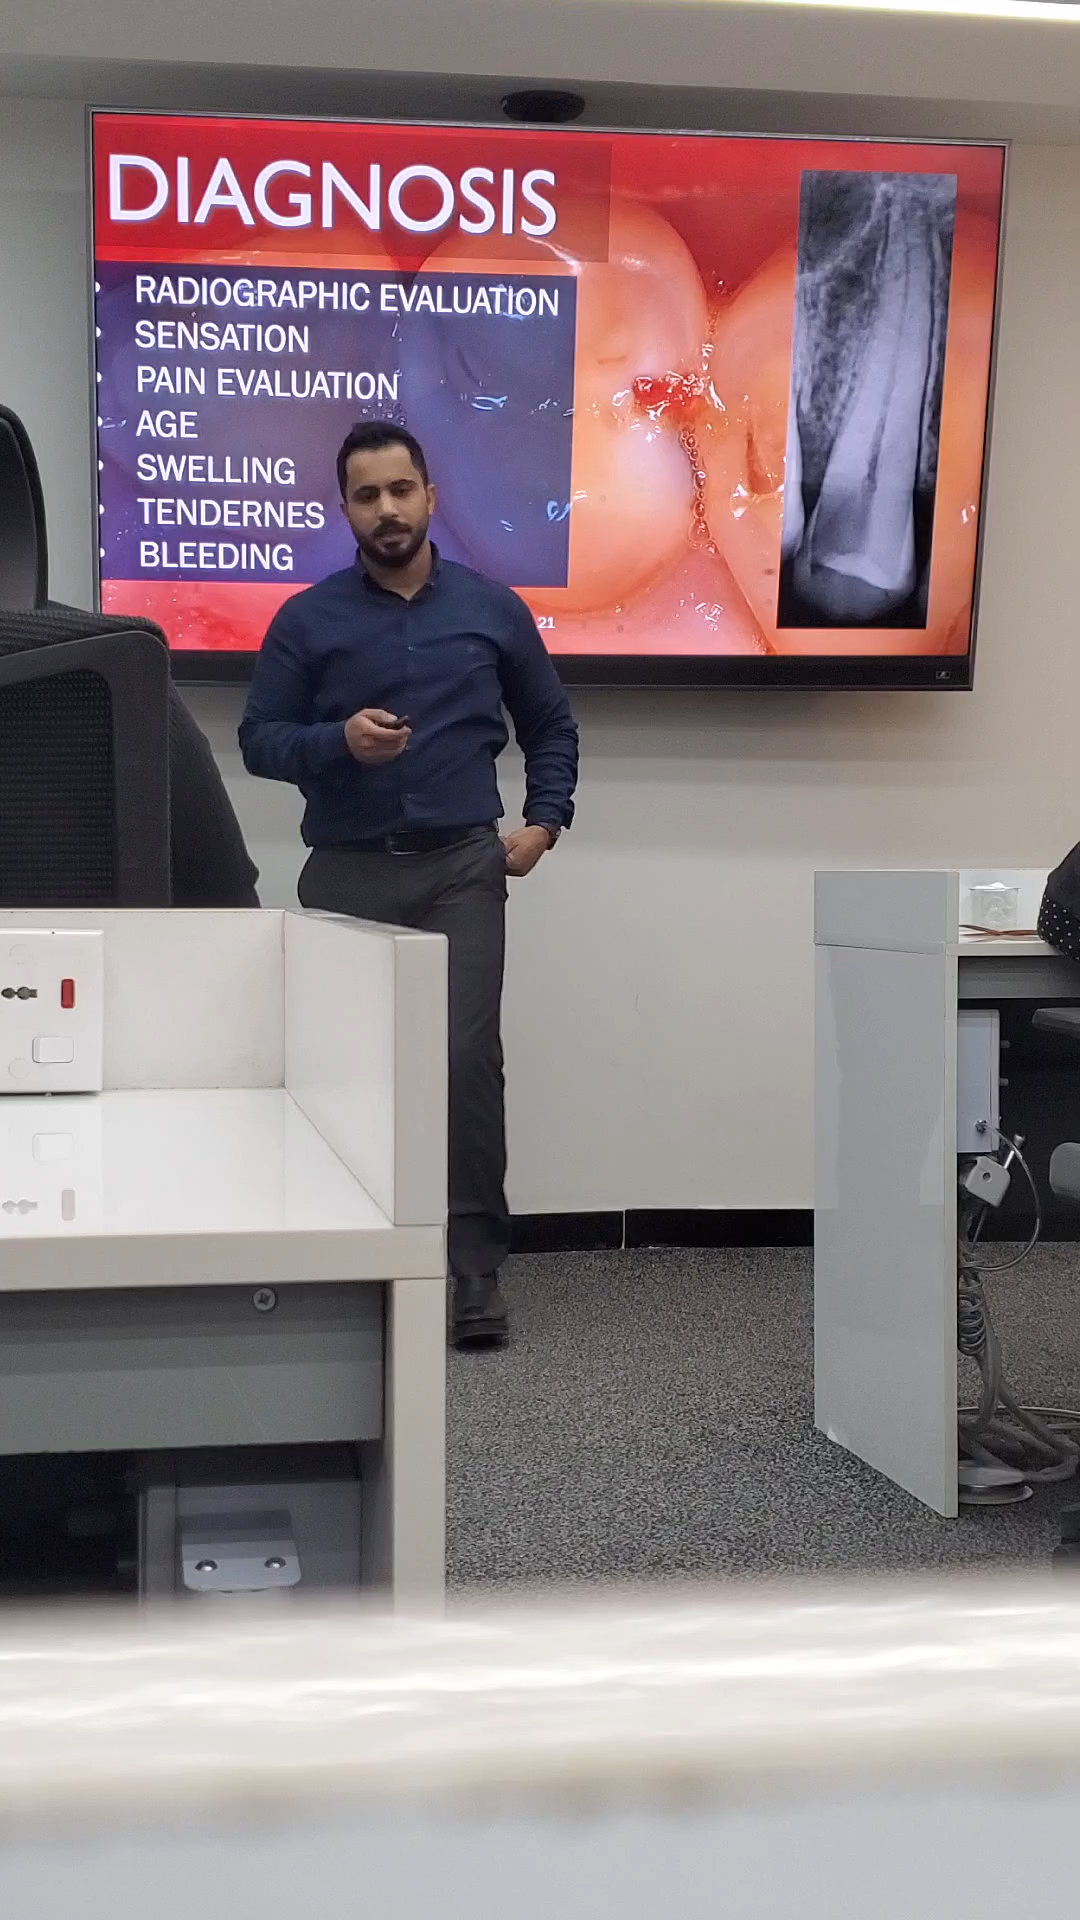 DIAGNOSIS
RADIOGRAPHIC EVALUATION
SENSATION
PAIN EVALUATION
AGE
SWELLING
TENDERNES
BLEEDING
21